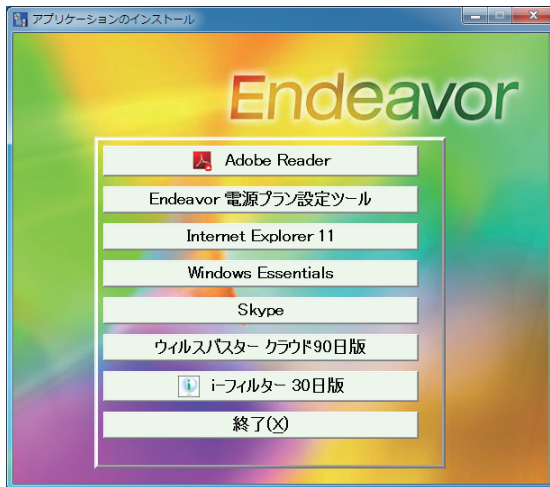 アプリケーションのインストール
Endeavor
Adobe Reader
Endeavor 電源プラン設定ツール
Internet Explorer 11
Windows Essentials
Skype
ウイルスバスター クラウド90日版
i-フィルター 30日版
終了(X)